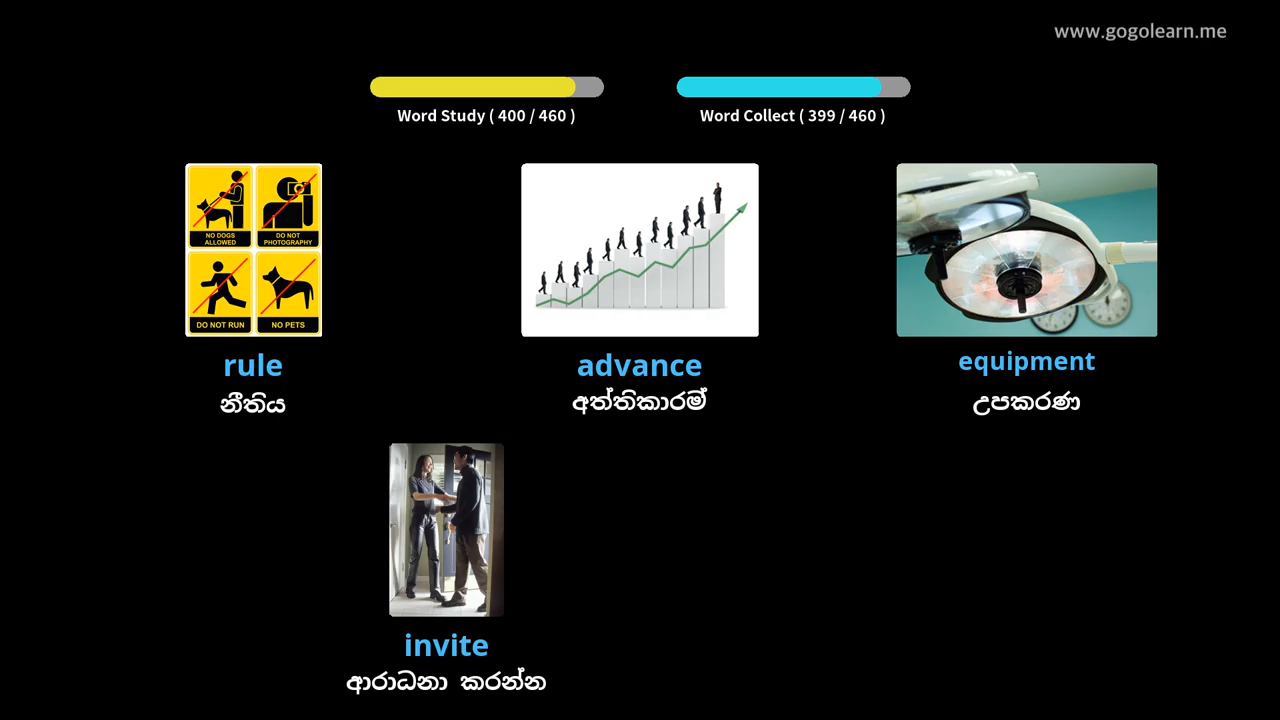 www.gogolearn.me
Word Study ( 400 / 460 )
Word Collect ( 399 / 460 )
NO DOGS
ALLOWED
DO NOT
PHOTOGRAPHY
DO NOT RUN
NO PETS
rule
advance
equipment
නීතිය
අත්තිකාරම්
උපකරණ
invite
ආරාධනා කරන්න